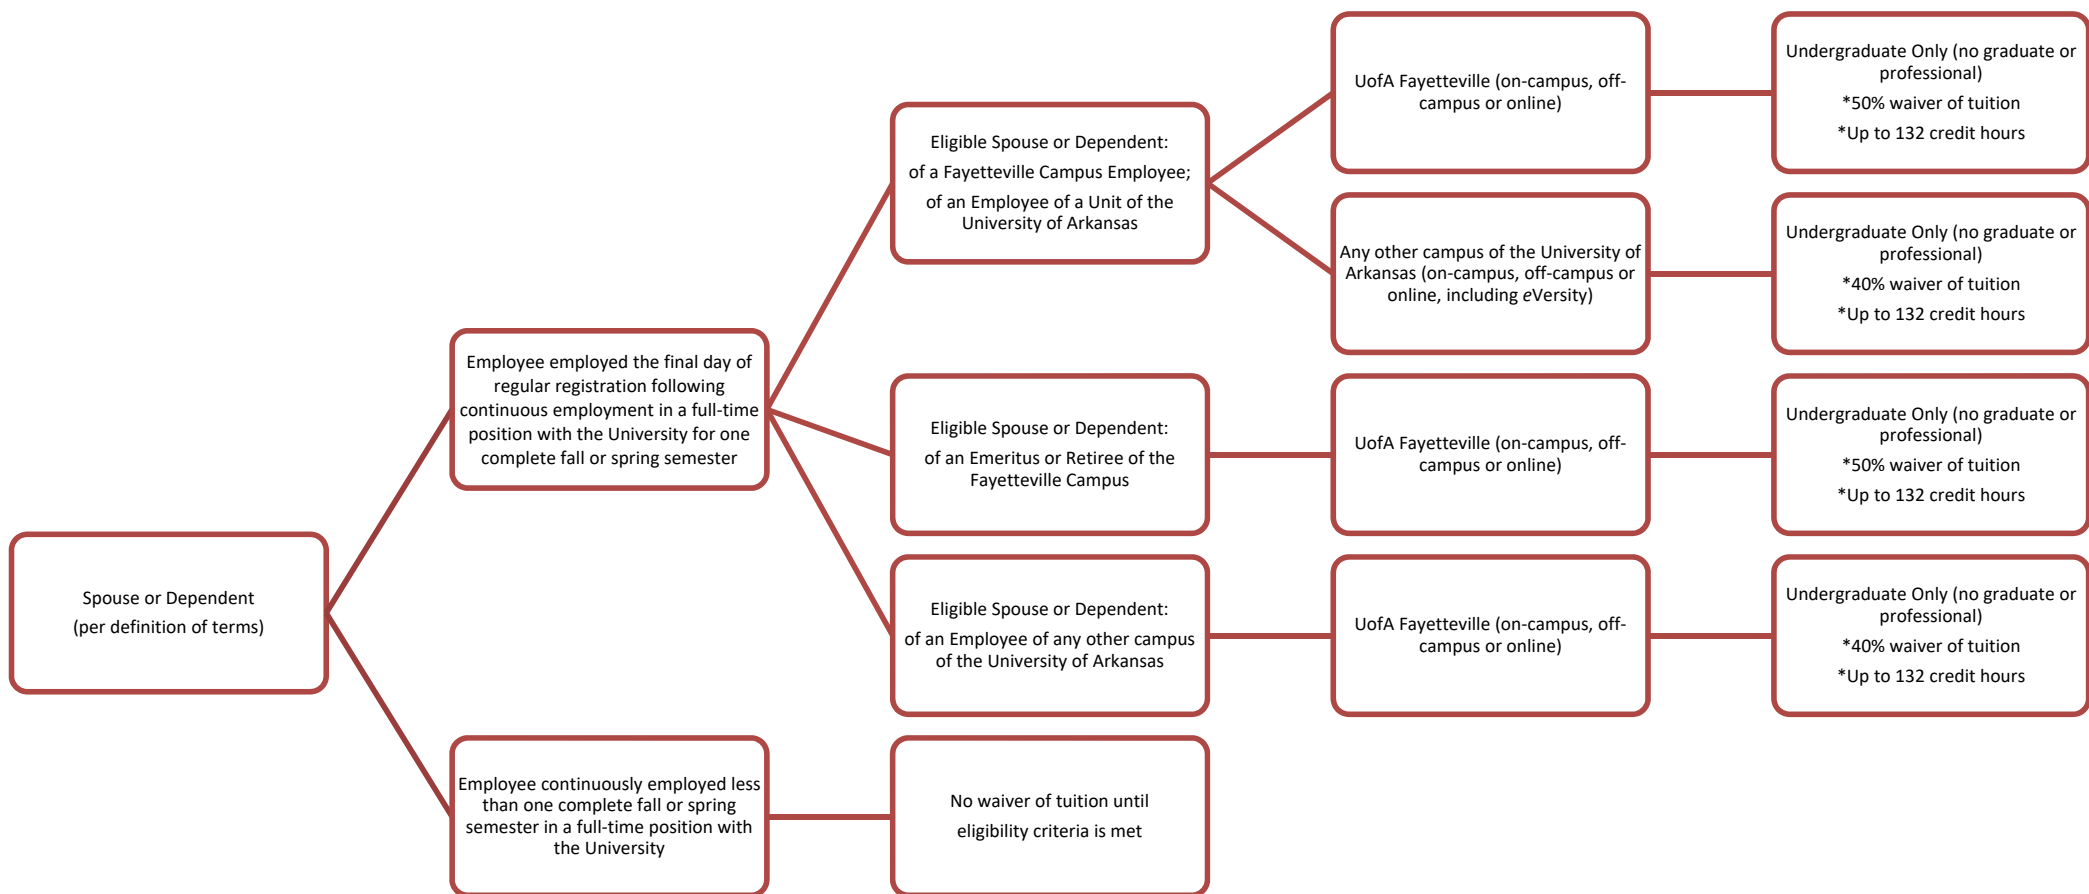 Spouse or Dependent
(per definition of terms)
Employee employed the final day of
regular registration following
continuous employment in a full-time
position with the University for one
complete fall or spring semester
Eligible Spouse or Dependent:
of a Fayetteville Campus Employee;
of an Employee of a Unit of the
University of Arkansas
UofA Fayetteville (on-campus, off-
campus or online)
Undergraduate Only (no graduate or
professional)
*50% waiver of tuition
*Up to 132 credit hours
Any other campus of the University of
Arkansas (on-campus, off-campus or
online, including eVersity)
Undergraduate Only (no graduate or
professional)
*40% waiver of tuition
*Up to 132 credit hours
Eligible Spouse or Dependent:
of an Emeritus or Retiree of the
Fayetteville Campus
UofA Fayetteville (on-campus, off-
campus or online)
Undergraduate Only (no graduate or
professional)
*50% waiver of tuition
*Up to 132 credit hours
Eligible Spouse or Dependent:
of an Employee of any other campus
of the University of Arkansas
UofA Fayetteville (on-campus, off-
campus or online)
Undergraduate Only (no graduate or
professional)
*40% waiver of tuition
*Up to 132 credit hours
Employee continuously employed less
than one complete fall or spring
semester in a full-time position with
the University
No waiver of tuition until
eligibility criteria is met